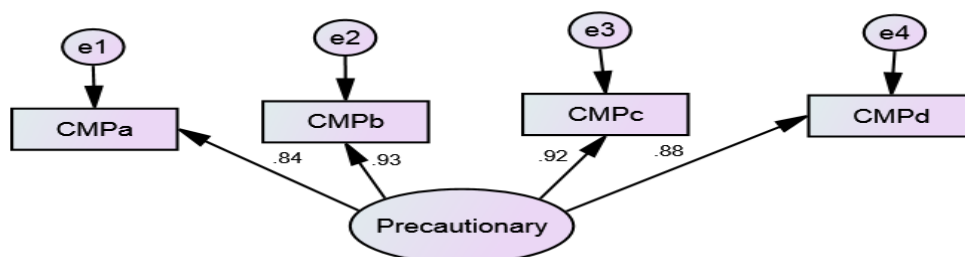 e1
e2
e3
e4
CMPa
CMPb
CMPc
CMPd
.84
.93
.92
.88
Precautionary